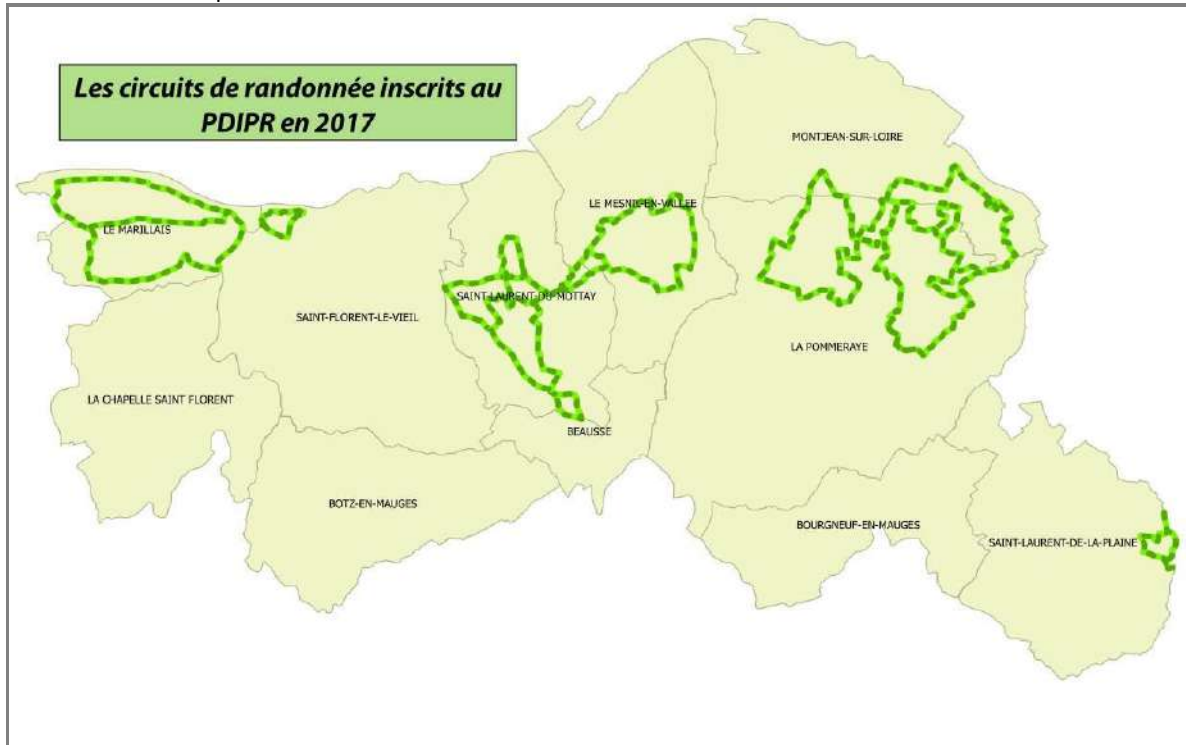 Les circuits de randonnée inscrits au
PDIPR en 2017
MONTJEAN-SUR-LOIRE
LE MESNIL-EN-VALLEE
LE MARILLAIS
SAINT-LAURENT-DU-MOTTAY
SAINT-FLORENT-LE-VIEIL
LA POMMERAYE
LA CHAPELLE SAINT FLORENT
BEAUSSE
BOTZ-EN-MAUGES
BOURGNEUF-EN-MAUGES
SAINT-LAURENT-DE-LA-PLAINE